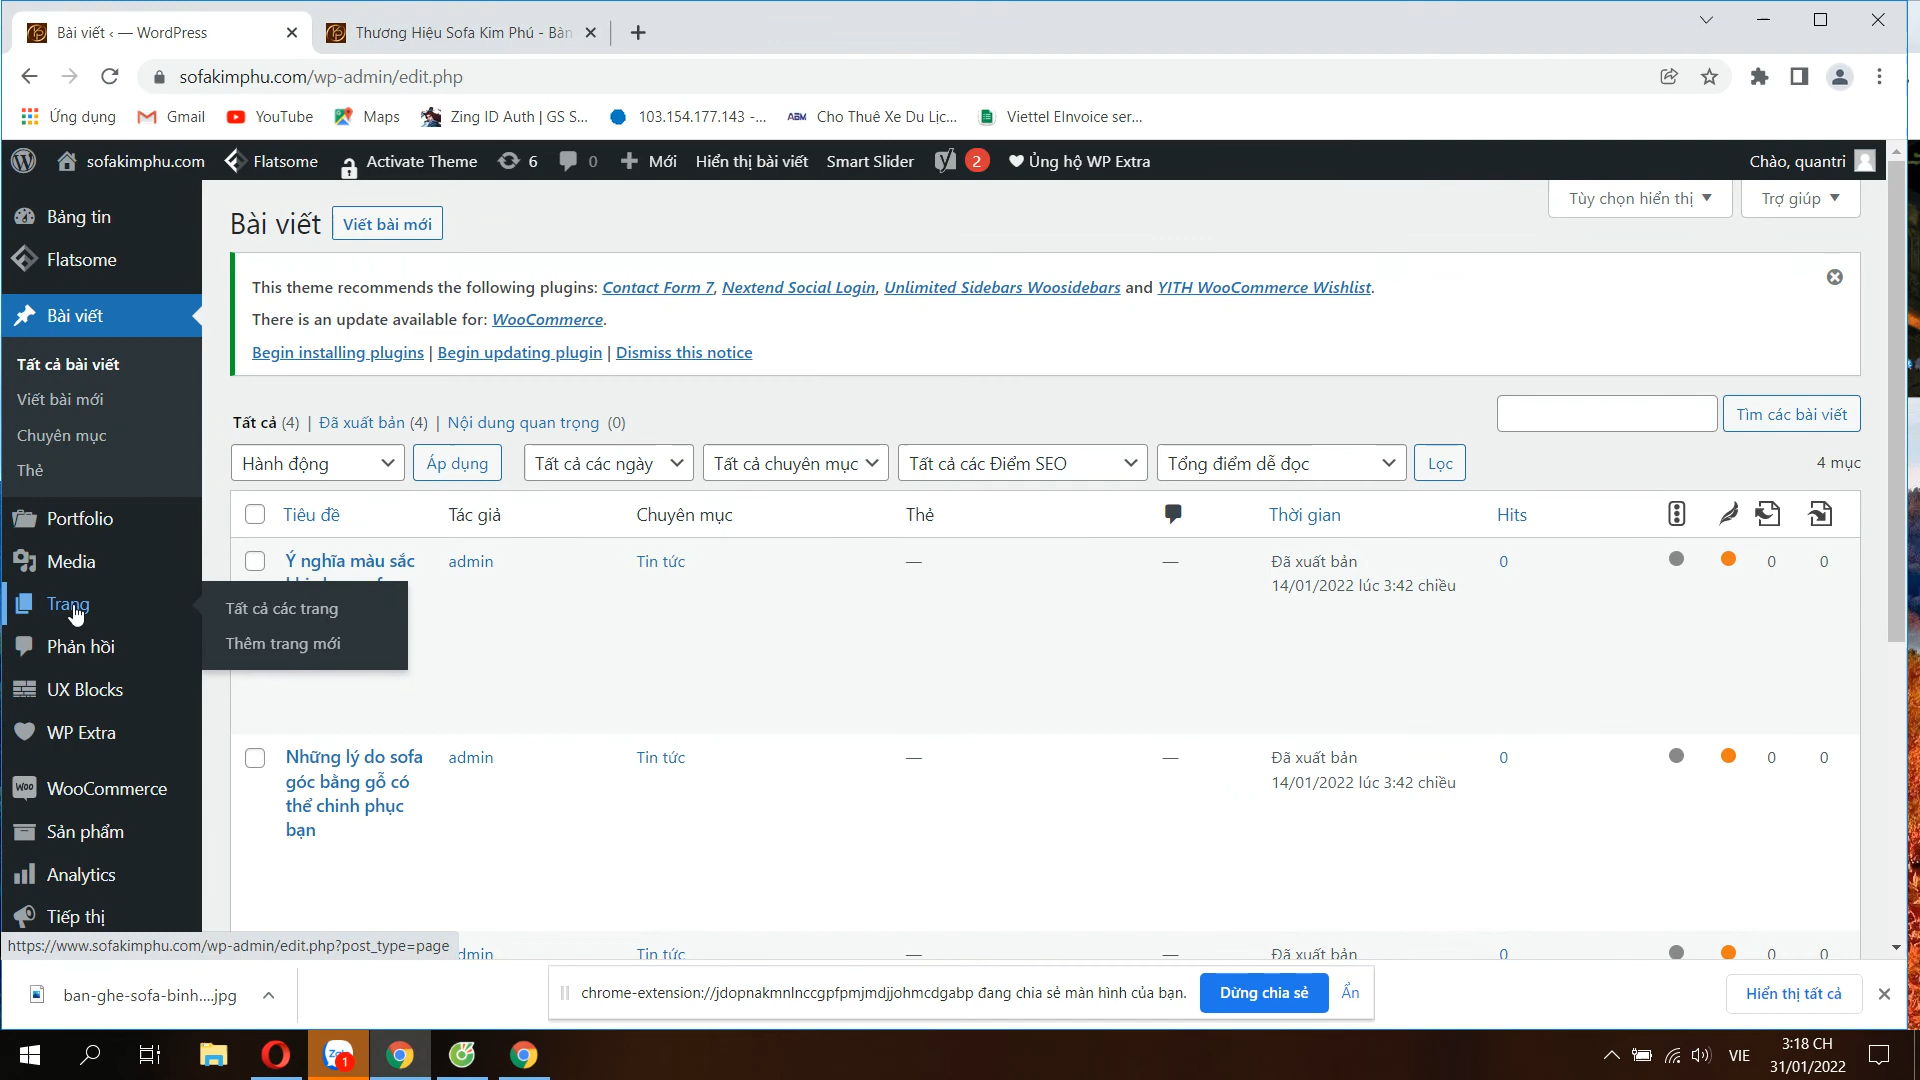 Bài viết ‹ — WordPress
Thương Hiệu Sofa Kim Phú - Bàn
sofakimphu.com/wp-admin/edit.php
Ứng dụng
Gmail
YouTube
Maps
Zing ID Auth | GS S...
103.154.177.143 -...
Cho Thuê Xe Du Lịc...
Viettel EInvoice ser...
sofakimphu.com
Flatsome
Activate Theme
6
0
Mới
Hiển thị bài viết
Smart Slider
2
Ủng hộ WP Extra
Chào, quantri
Bảng tin
Flatsome
Bài viết
Tất cả bài viết
Viết bài mới
Chuyên mục
Thẻ
Portfolio
Media
Trang
Phản hồi
UX Blocks
WP Extra
WooCommerce
Sản phẩm
Analytics
Tiếp thị
Tất cả các trang
Thêm trang mới
Tùy chọn hiển thị
Trợ giúp
Bài viết
Viết bài mới
This theme recommends the following plugins: Contact Form 7, Nextend Social Login, Unlimited Sidebars Woosidebars and YITH WooCommerce Wishlist.
There is an update available for: WooCommerce.
Begin installing plugins | Begin updating plugin | Dismiss this notice
Tất cả (4) | Đã xuất bản (4) | Nội dung quan trọng (0)
Tìm các bài viết
Hành động
Áp dụng
Tất cả các ngày
Tất cả chuyên mục
Tất cả các Điểm SEO
Tổng điểm dễ đọc
Lọc
4 mục
Tiêu đề
Tác giả
Chuyên mục
Thẻ
Thời gian
Hits
Ý nghĩa màu sắc
admin
Tin tức
—
—
Đã xuất bản
14/01/2022 lúc 3:42 chiều
0
0
0
Những lý do sofa
góc bằng gỗ có
thể chinh phục
bạn
admin
Tin tức
—
—
Đã xuất bản
14/01/2022 lúc 3:42 chiều
0
0
0
Tin tức
—
—
Đã xuất bản
0
0
0
https://www.sofakimphu.com/wp-admin/edit.php?post_type=page
ban-ghe-sofa-binh....jpg
chrome-extension://jdopnakmnlnccgpfpmjmdjjohmcdgabp đang chia sẻ màn hình của bạn.
Dừng chia sẻ
Ẩn
Hiển thị tất cả
1
VIE
3:18 CH
31/01/2022